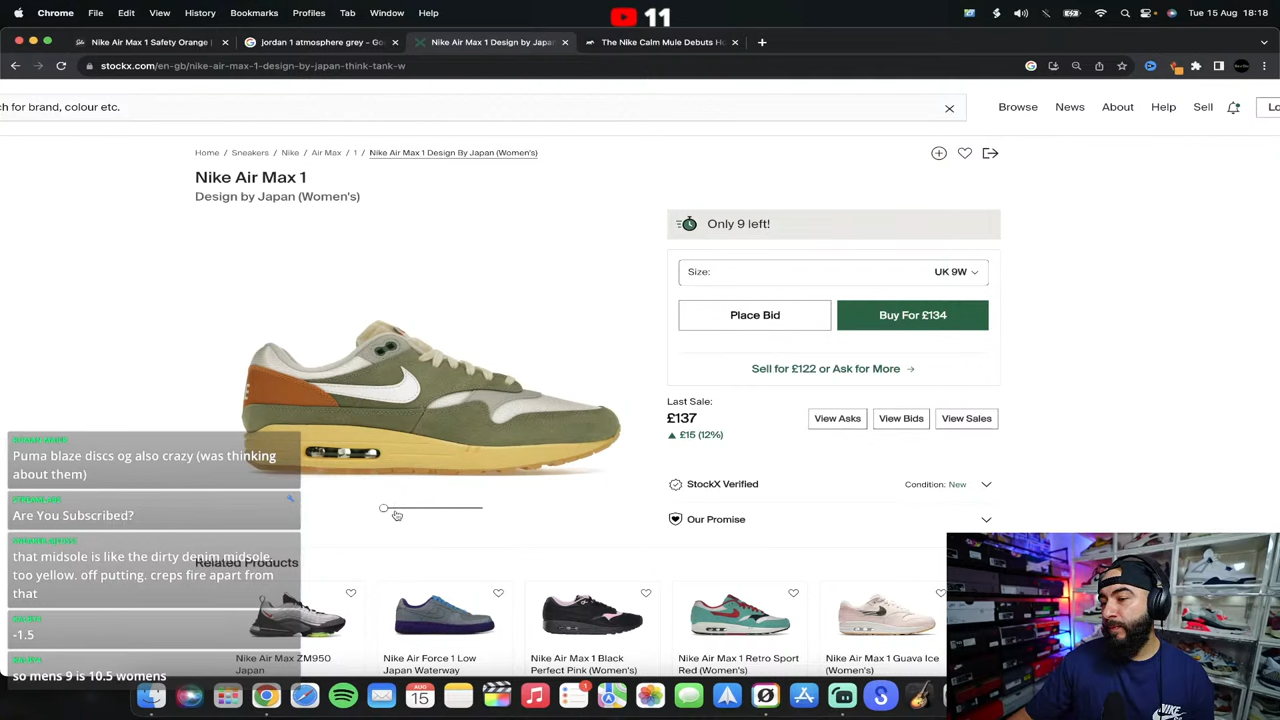 Chrome File Edit View History Bookmarks Profiles Tab Window Help
11
Tue 15 Aug 18:18
Nike Air Max 1 Safety Orange |
jordan 1 atmosphere grey - Go
Nike Air Max 1 Design by Japan
The Nike Calm Mule Debuts H
stockx.com/en-gb/nike-air-max-1-design-by-japan-think-tank-w
ch for brand, colour etc.
Browse News About Help Sell
Home / Sneakers / Nike / Air Max / 1 / Nike Air Max 1 Design By Japan (Women's)
Nike Air Max 1
Design by Japan (Women's)
Only 9 left!
Size: UK 9W
Place Bid
Buy For £134
Sell for £122 or Ask for More →
Last Sale:
£137
£15 (12%)
View Asks View Bids View Sales
StockX Verified
Condition: New
Our Promise
Puma blaze discs og also crazy (was thinking
about them)
Are You Subscribed?
that midsole is like the dirty denim midsole.
too yellow. off putting. creps fire apart from
that
-1.5
so mens 9 is 10.5 womens
Related Products
Nike Air Max ZM950
Japan
Nike Air Force 1 Low
Japan Waterway
Nike Air Max 1 Black
Perfect Pink (Women's)
Nike Air Max 1 Retro Sport
Red (Women's)
Nike Air Max 1 Guava Ice
(Women's)
AUG
15
1
NIKE